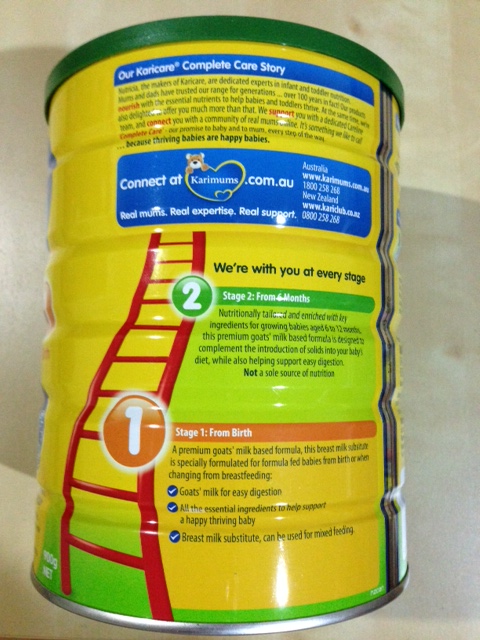 Our Karicare® Complete Care Story
Nutricia, the makers of Karicare, are dedicated experts in infant and toddler nutrition.
Mums and dads have trusted our range for generations ... over 100 years in fact! Our products
nourish with the essential nutrients to help babies and toddlers thrive. At the same time, we're
also delighted to offer you much more than that. We support you with a dedicated Careline
team, and connect you with a community of real mums online. It's something we like to call
Complete Care - our promise to baby and to mum, every step of the way.
... because thriving babies are happy babies.
Connect at Karimums .com.au
Real mums. Real expertise. Real support.
Australia
www.karimums.com.au
1800 258 268
New Zealand
www.kariclub.co.nz
0800 258 268
We're with you at every stage
2
Stage 2: From 6 Months
Nutritionally tailored and enriched with key
ingredients for growing babies aged 6 to 12 months,
this premium goats' milk based formula is designed to
complement the introduction of solids into your baby's
diet, while also helping support easy digestion.
Not a sole source of nutrition
1
Stage 1: From Birth
A premium goats' milk based formula, this breast milk substitute
is specially formulated for formula fed babies from birth or when
changing from breastfeeding:
Goats' milk for easy digestion
All the essential ingredients to help support
a happy thriving baby
Breast milk substitute, can be used for mixed feeding.
900g
NET